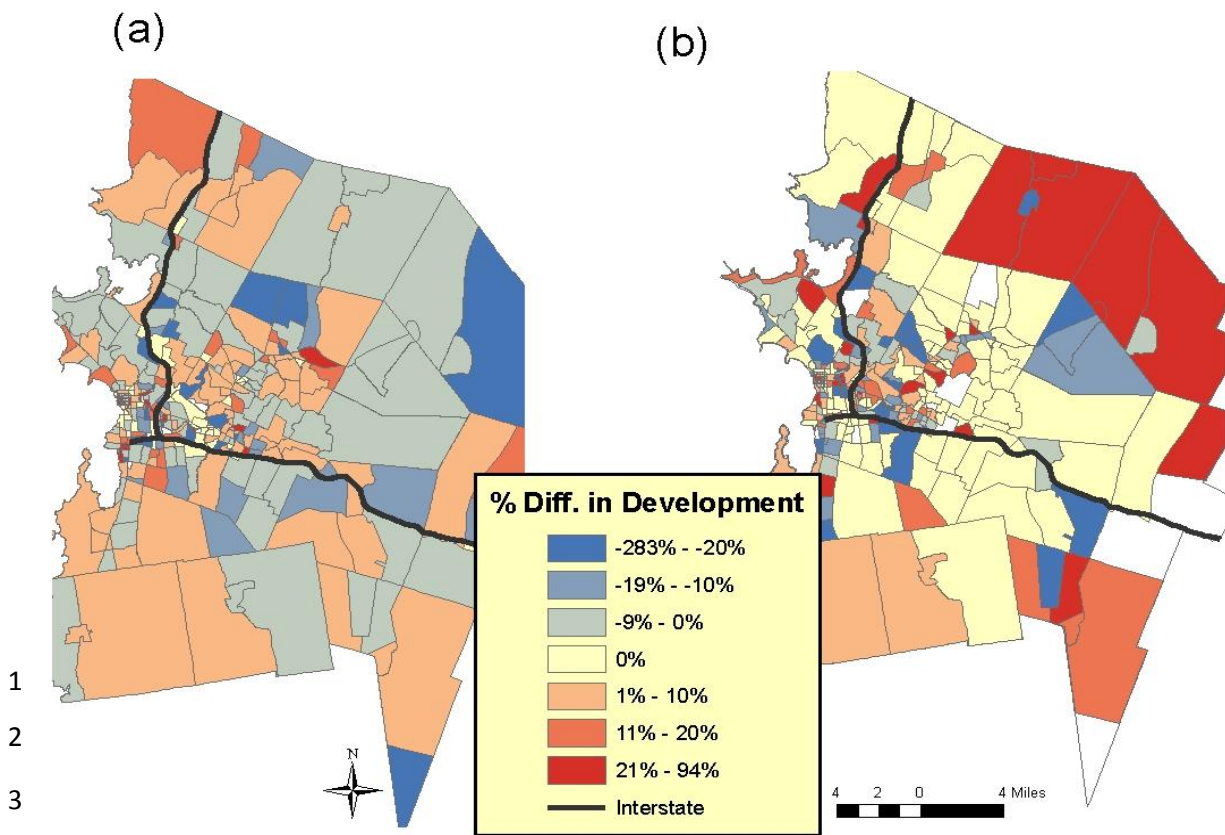 (a)
(b)
% Diff. in Development
-283% - -20%
-19% - -10%
-9% - 0%
0%
1% - 10%
11% - 20%
21% - 94%
Interstate
1
2
3
N
4 2 0 4 Miles